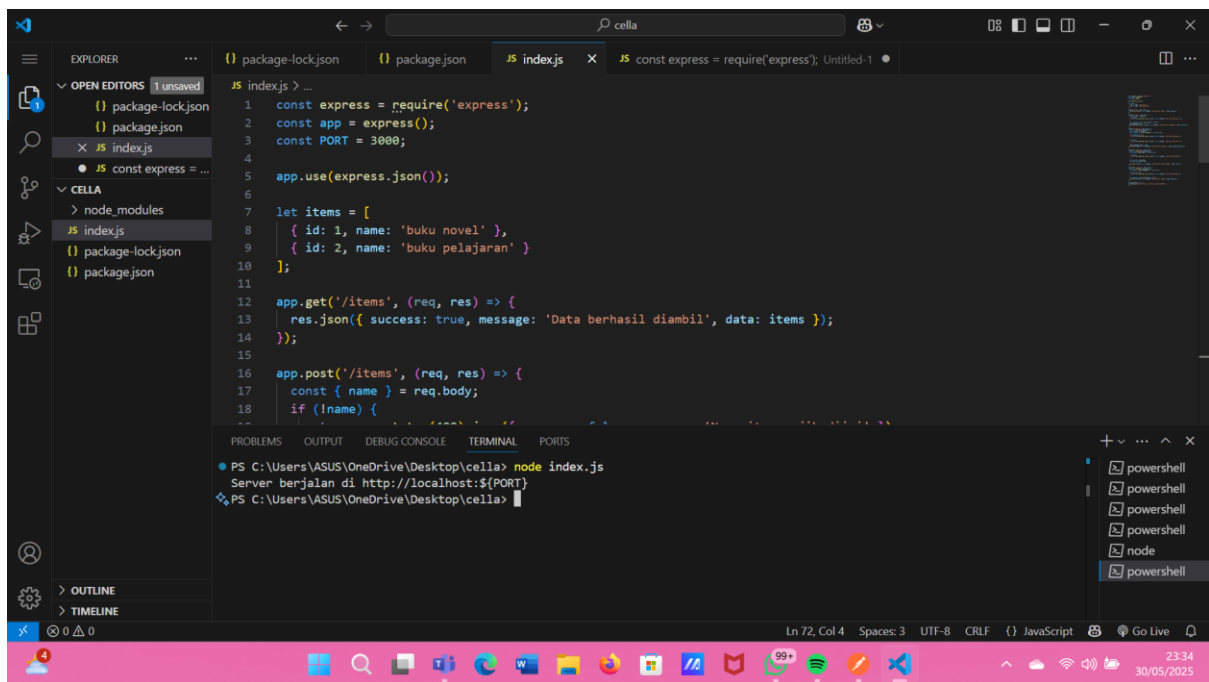 cella
EXPLORER
package-lock.json
package.json
JS index.js
JS const express = require('express'); Untitled-1
OPEN EDITORS 1 unsaved
{} package-lock.json
{} package.json
JS index.js
JS const express = ...
CELLA
node_modules
JS index.js
{} package-lock.json
{} package.json
OUTLINE
TIMELINE
JS index.js > ...
1 const express = require('express');
2 const app = express();
3 const PORT = 3000;
4
5 app.use(express.json());
6
7 let items = [
8 { id: 1, name: 'buku novel' },
9 { id: 2, name: 'buku pelajaran' }
10 ];
11
12 app.get('/items', (req, res) => {
13 res.json({ success: true, message: 'Data berhasil diambil', data: items });
14 });
15
16 app.post('/items', (req, res) => {
17 const { name } = req.body;
18 if (!name) {
PROBLEMS OUTPUT DEBUG CONSOLE TERMINAL PORTS
PS C:\Users\ASUS\OneDrive\Desktop\cella> node index.js
Server berjalan di http://localhost:${PORT}
PS C:\Users\ASUS\OneDrive\Desktop\cella>
powershell
powershell
powershell
powershell
node
powershell
0 0
Ln 72, Col 4 Spaces: 3 UTF-8 CRLF {} JavaScript Go Live
4
99+
23:34
30/05/2025